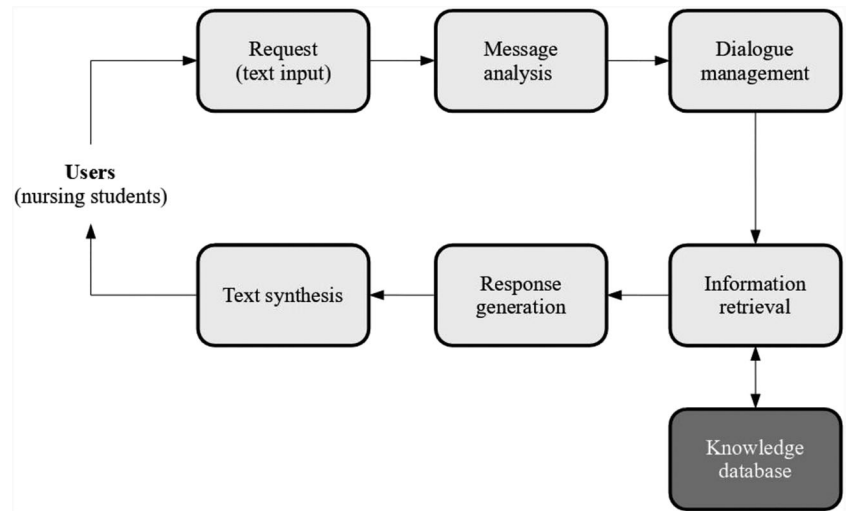 Request
(text input)
Message
analysis
Dialogue
management
Users
(nursing students)
Text synthesis
Response
generation
Information
retrieval
Knowledge
database